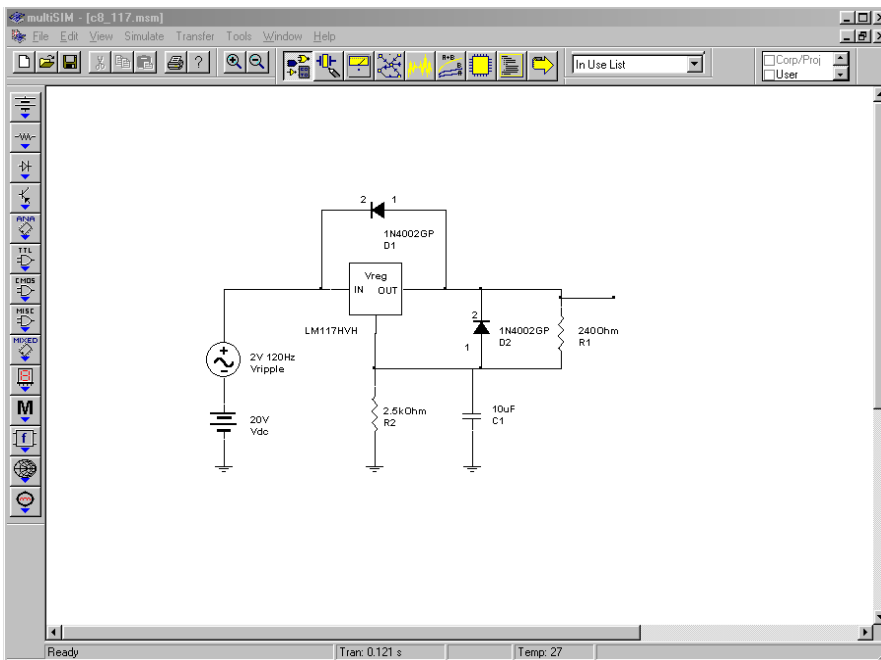 multiSIM - [c8_117.msm]
File Edit View Simulate Transfer Tools Window Help
In Use List
Corp/Proj
User
ANA
TTL
CMOS
MISC
MIXED
M
f
2 1
1N4002GP
D1
Vreg
IN OUT
LM117HVH
2
1N4002GP
D2
1
240Ohm
R1
2V 120Hz
Vripple
20V
Vdc
2.5kOhm
R2
10uF
C1
Ready Tran: 0.121 s Temp: 27